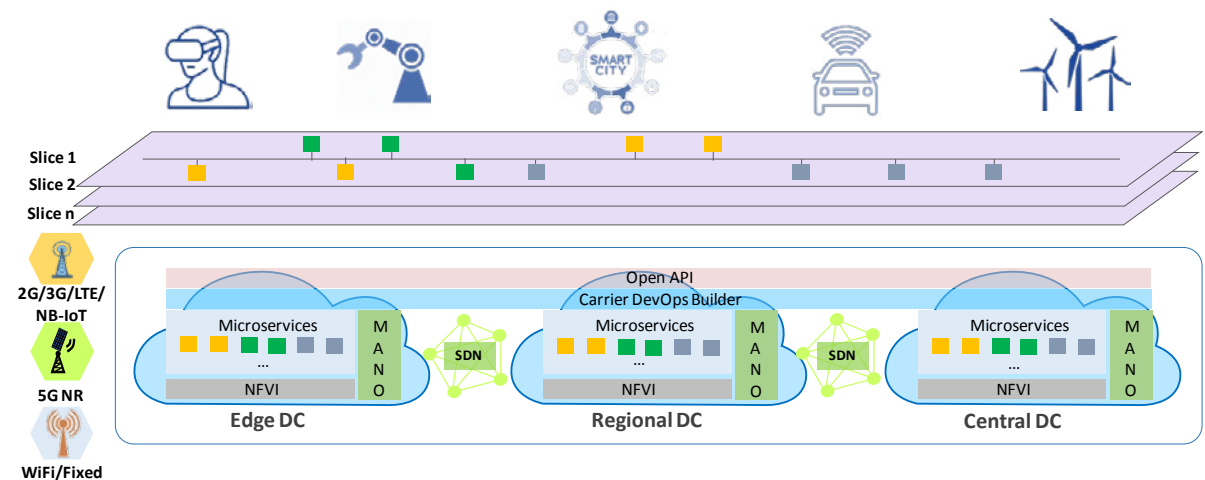 SMART
CITY
Slice 1
Slice 2
Slice n
2G/3G/LTE/
NB-IoT
5G NR
WiFi/Fixed
Open API
Carrier DevOps Builder
Microservices
...
NFVI
M
A
N
O
Edge DC
SDN
Microservices
...
NFVI
M
A
N
O
Regional DC
SDN
Microservices
...
NFVI
M
A
N
O
Central DC